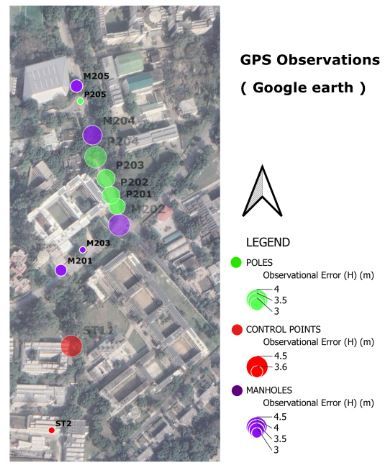 GPS Observations
( Google earth )
M205
P205
M204
P204
P203
P202
P201
M202
M203
M201
ST11
ST2
LEGEND
POLES
Observational Error (H) (m)
4
3.5
3
CONTROL POINTS
Observational Error (H) (m)
4.5
3.6
MANHOLES
Observational Error (H) (m)
4.5
4
3.5
3